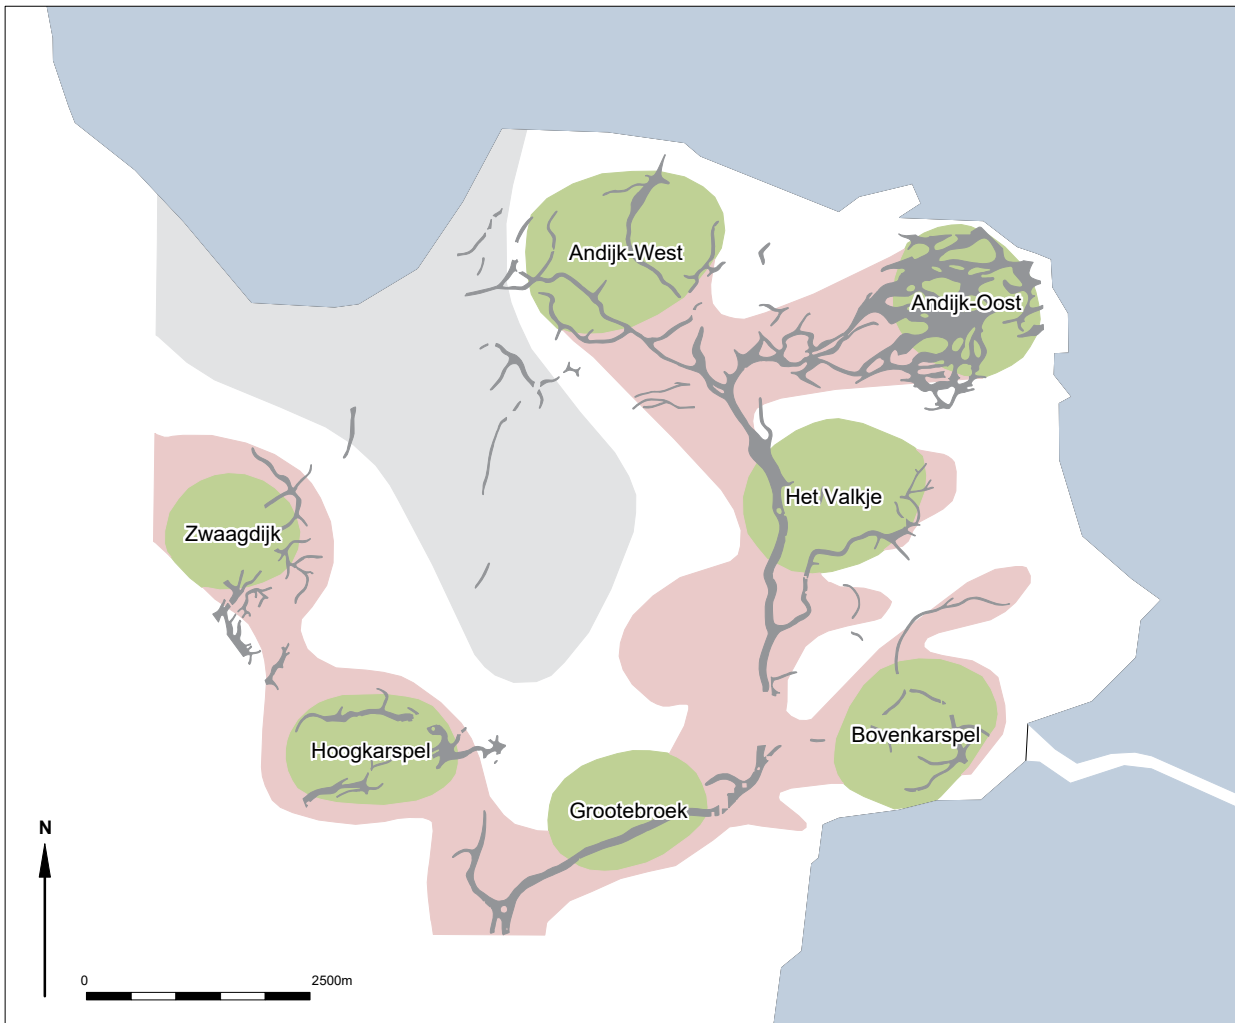 Andijk-West
Andijk-Oost
Het Valkje
Zwaagdijk
Bovenkarspel
Hoogkarspel
Grootebroek
N
0 2500m